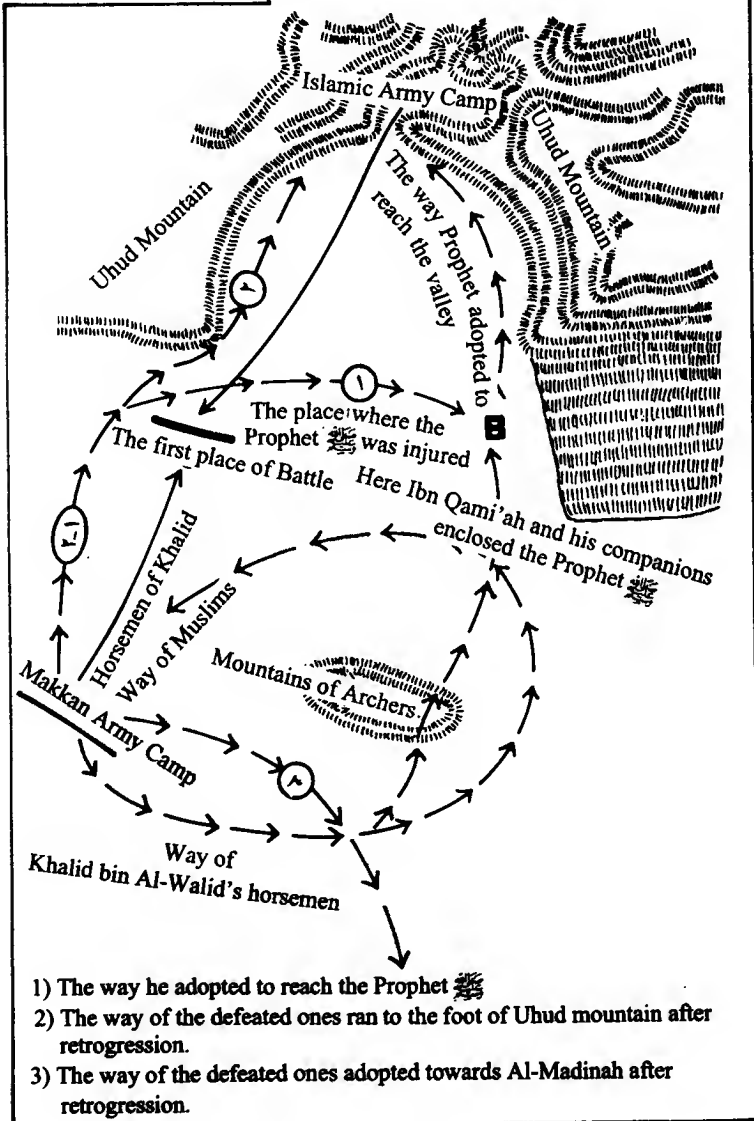 Islamic Army Camp
Uhud Mountain
Uhud Mountain
The way Prophet adopted to
reach the valley
٢
١
The place where the
Prophet ﷺ was injured
The first place of Battle
Here Ibn Qami'ah and his companions
enclosed the Prophet ﷺ
٢_١
Horsemen of Khalid
Way of Muslims
Mountains of Archers
Makkan Army Camp
Way of
Khalid bin Al-Walid's horsemen
1) The way he adopted to reach the Prophet ﷺ
2) The way of the defeated ones ran to the foot of Uhud mountain after
retrogression.
3) The way of the defeated ones adopted towards Al-Madinah after
retrogression.